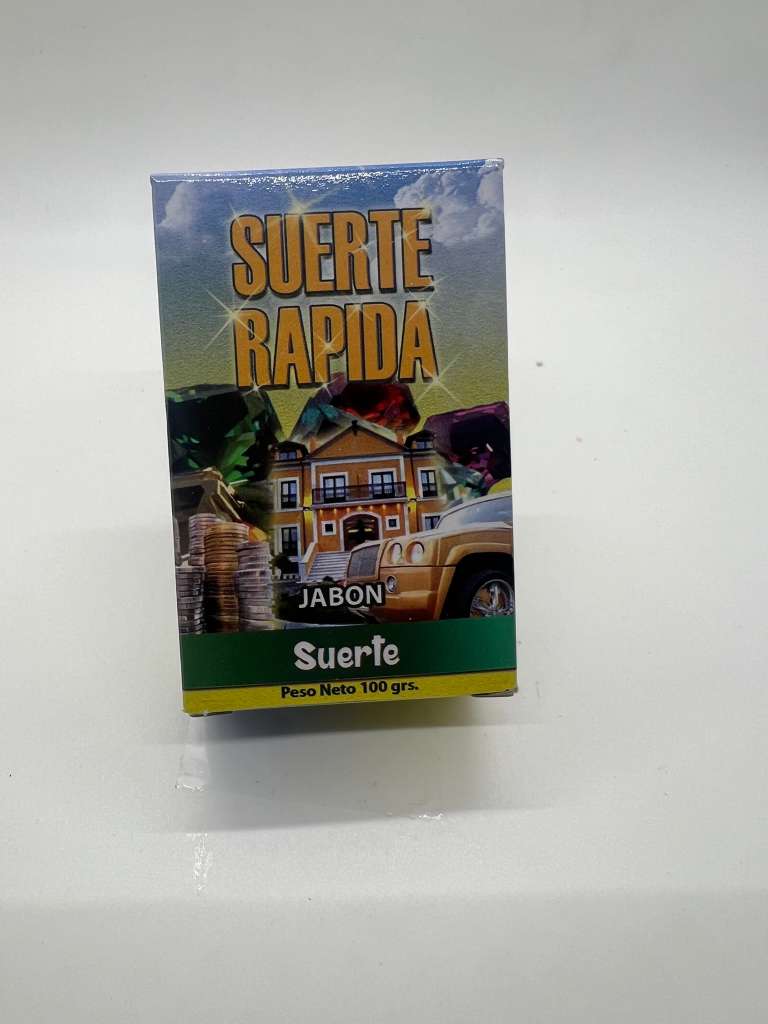 SUERTE
RAPIDA
JABON
Suerte
Peso Neto 100 grs.